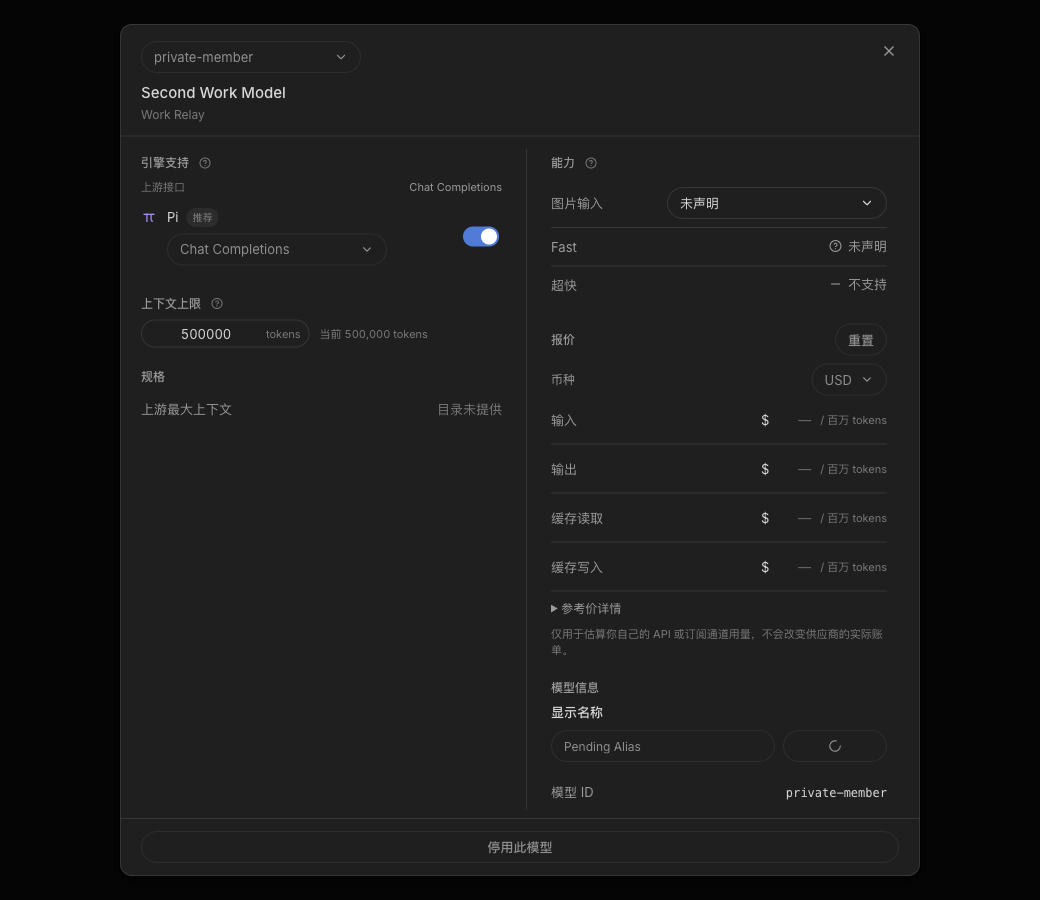 private-member
Second Work Model
Work Relay
引擎支持
上游接口
Chat Completions
Pi 推荐
Chat Completions
上下文上限
500000 tokens 当前 500,000 tokens
规格
上游最大上下文 目录未提供
能力
图片输入 未声明
Fast 未声明
超快 — 不支持
报价 重置
币种 USD
输入 $ — / 百万 tokens
输出 $ — / 百万 tokens
缓存读取 $ — / 百万 tokens
缓存写入 $ — / 百万 tokens
参考价详情
仅用于估算你自己的 API 或订阅通道用量，不会改变供应商的实际账
单。
模型信息
显示名称
Pending Alias
模型 ID private-member
停用此模型